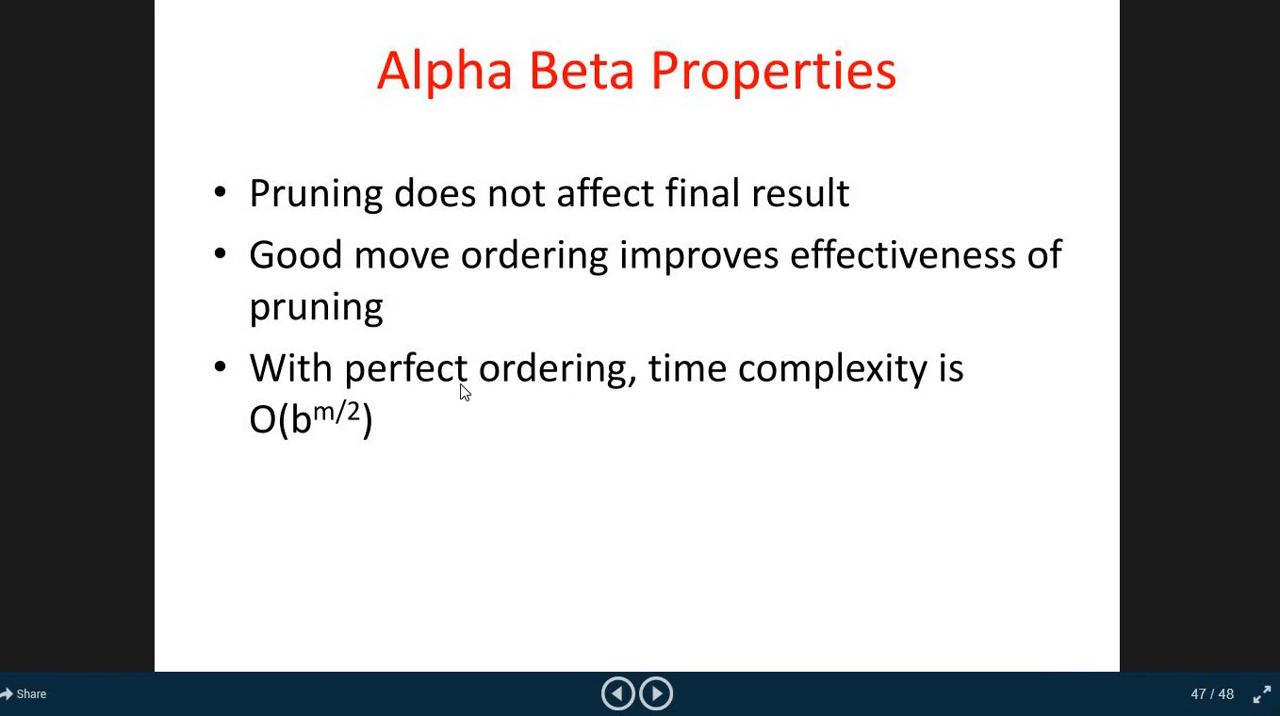 Alpha Beta Properties
• Pruning does not affect final result
• Good move ordering improves effectiveness of
pruning
• With perfect ordering, time complexity is
O(b^m/2)
Share
47 / 48